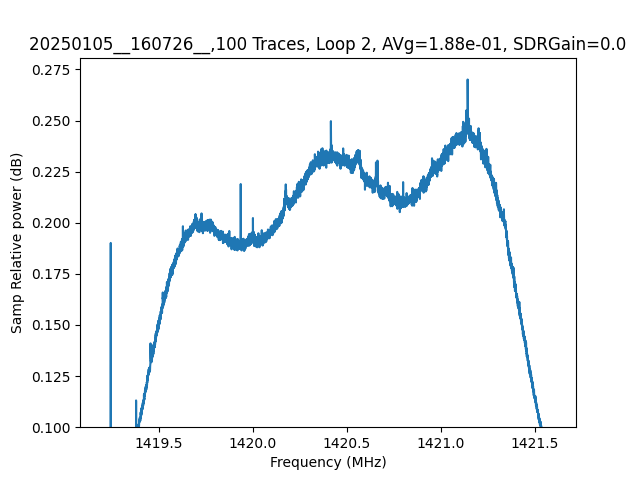 20250105__160726__,100 Traces, Loop 2, AVg=1.88e-01, SDRGain=0.0
0.275
0.250
0.225
0.200
0.175
0.150
0.125
0.100
Samp Relative power (dB)
1419.5 1420.0 1420.5 1421.0 1421.5
Frequency (MHz)